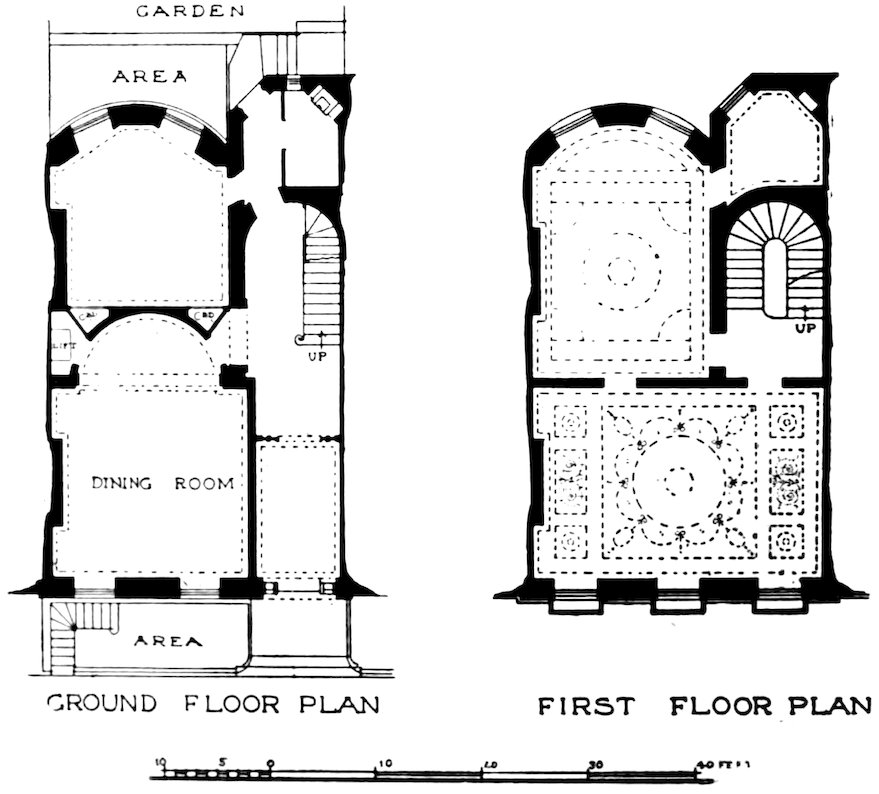 GARDEN
AREA
CBD
CBD
LIFT
UP
UP
DINING ROOM
AREA
GROUND FLOOR PLAN
FIRST FLOOR PLAN
10 5 0 10 20 30 40 FEET